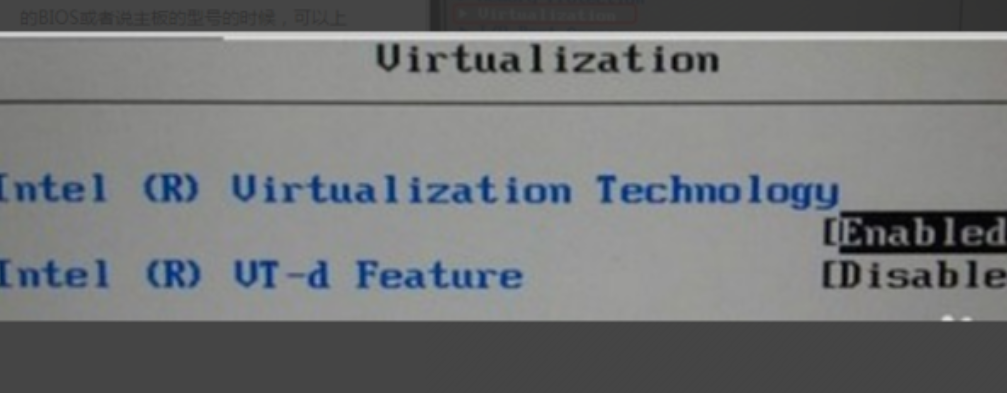 的BIOS或者说主板的型号的时候，可以上
▶ Virtualization
Virtualization
Intel (R) Virtualization Technology
[Enabled
Intel (R) VT-d Feature
[Disable